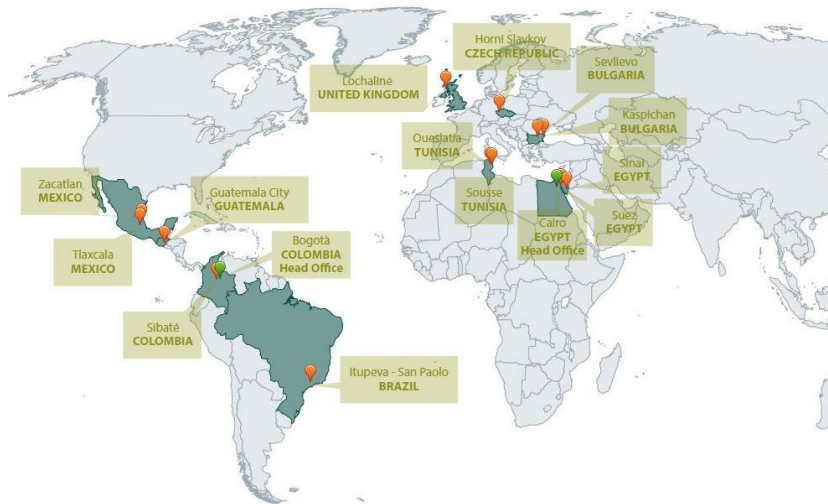 Horni Slavkov
CZECH REPUBLIC
Sevlievo
BULGARIA
Lochaline
UNITED KINGDOM
Kaspichan
BULGARIA
Oueslatia
TUNISIA
Sinal
EGYPT
Zacatlan
MEXICO
Guatemala City
GUATEMALA
Sousse
TUNISIA
Cairo
EGYPT
Head Office
Suez
EGYPT
Tlaxcala
MEXICO
Bogotà
COLOMBIA
Head Office
Sibaté
COLOMBIA
Itupeva - San Paolo
BRAZIL